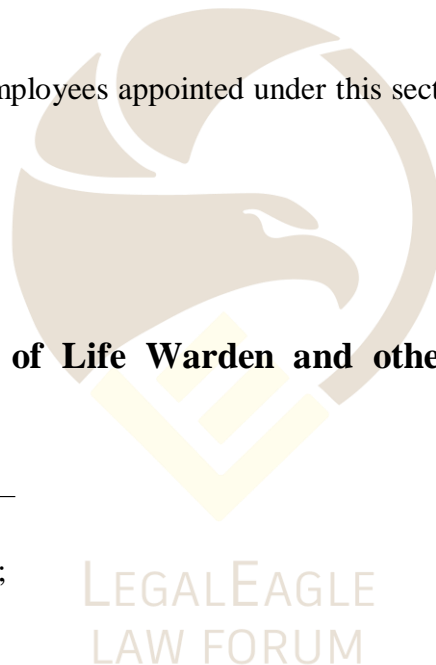 mployees appointed under this sect
of Life Warden and othe
—
;
LEGALEAGLE
LAW FORUM